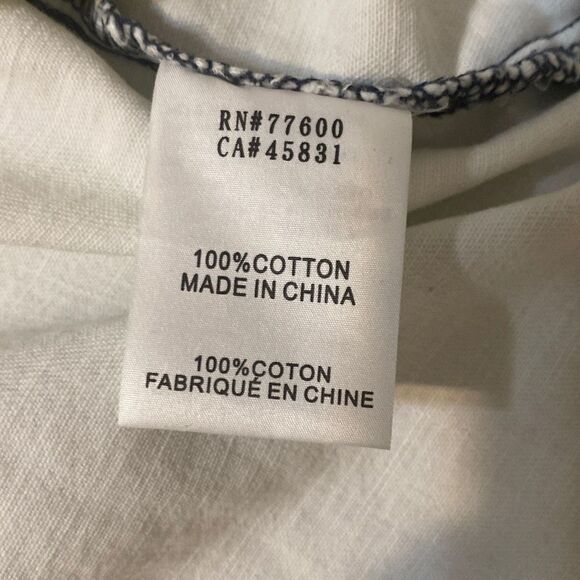 RN#77600
CA#45831
100%COTTON
MADE IN CHINA
100%COTON
FABRIQUÉ EN CHINE